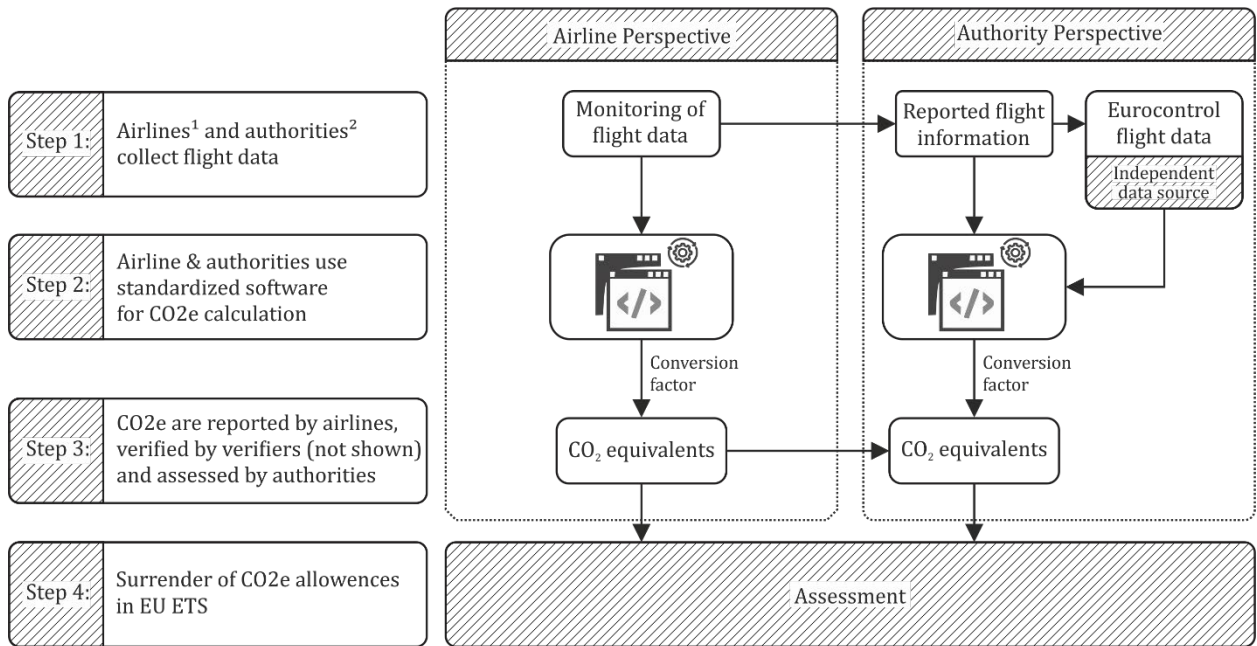 Airline Perspective
Authority Perspective
Step 1:
Airlines¹ and authorities²
collect flight data
Monitoring of
flight data
Reported flight
information
Eurocontrol
flight data
Independent
data source
Step 2:
Airline & authorities use
standardized software
for CO2e calculation
</>
</>
Conversion
factor
Conversion
factor
Step 3:
CO2e are reported by airlines,
verified by verifiers (not shown)
and assessed by authorities
CO₂ equivalents
CO₂ equivalents
Step 4:
Surrender of CO2e allowences
in EU ETS
Assessment